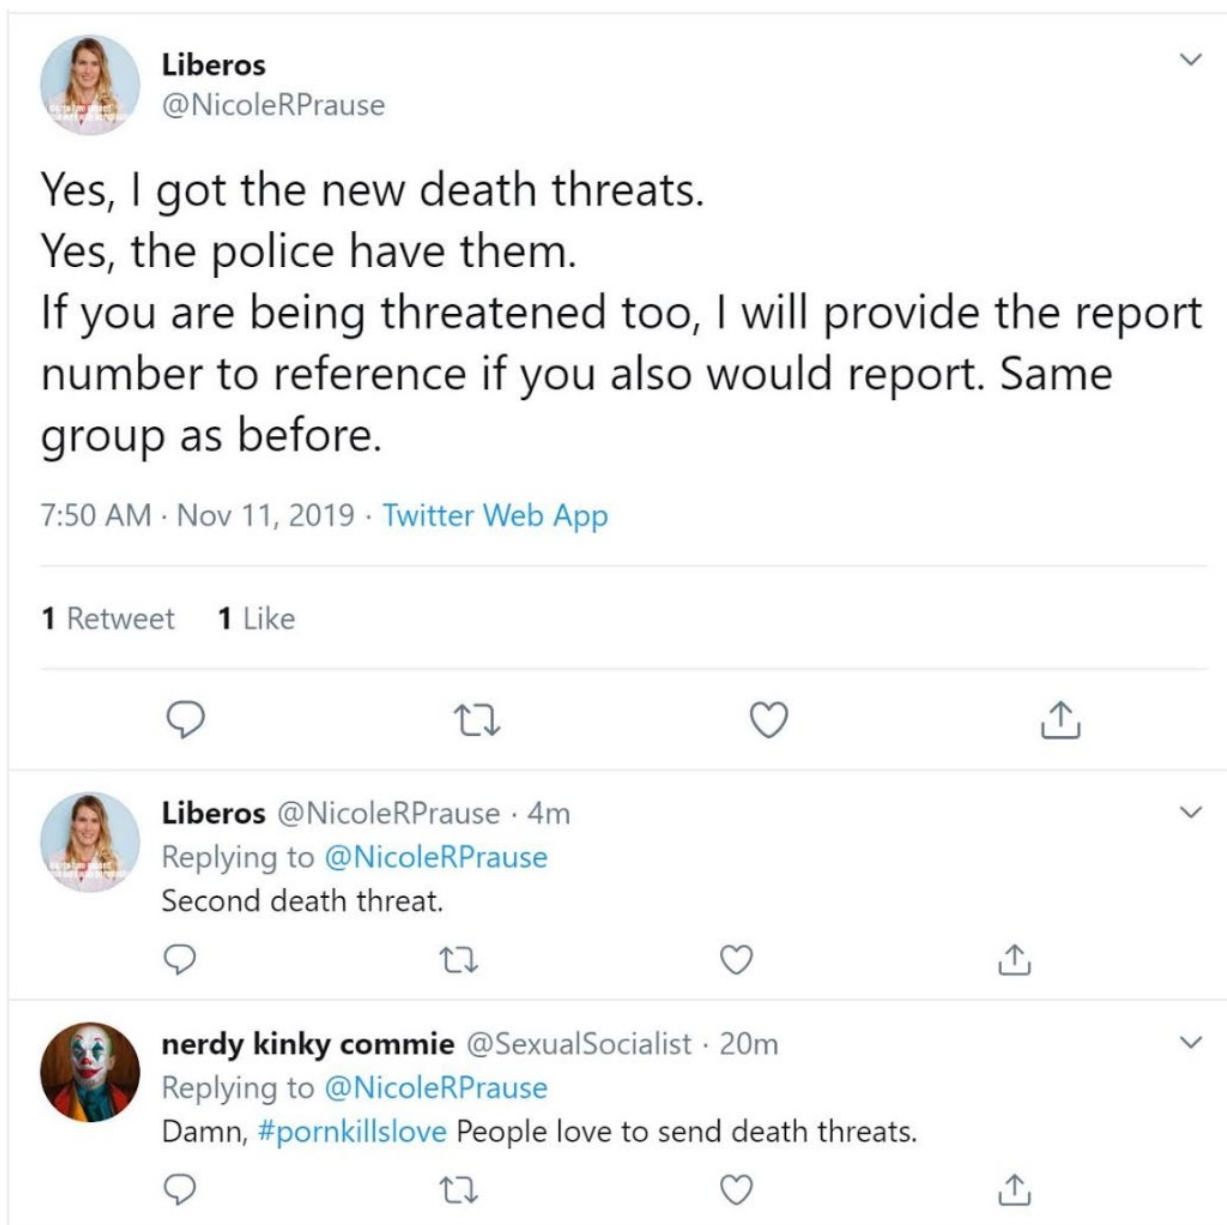 Liberos
@NicoleRPrause
Yes, I got the new death threats.
Yes, the police have them.
If you are being threatened too, I will provide the report
number to reference if you also would report. Same
group as before.
7:50 AM · Nov 11, 2019 · Twitter Web App
1 Retweet 1 Like
Liberos @NicoleRPrause · 4m
Replying to @NicoleRPrause
Second death threat.
nerdy kinky commie @SexualSocialist · 20m
Replying to @NicoleRPrause
Damn, #pornkillslove People love to send death threats.